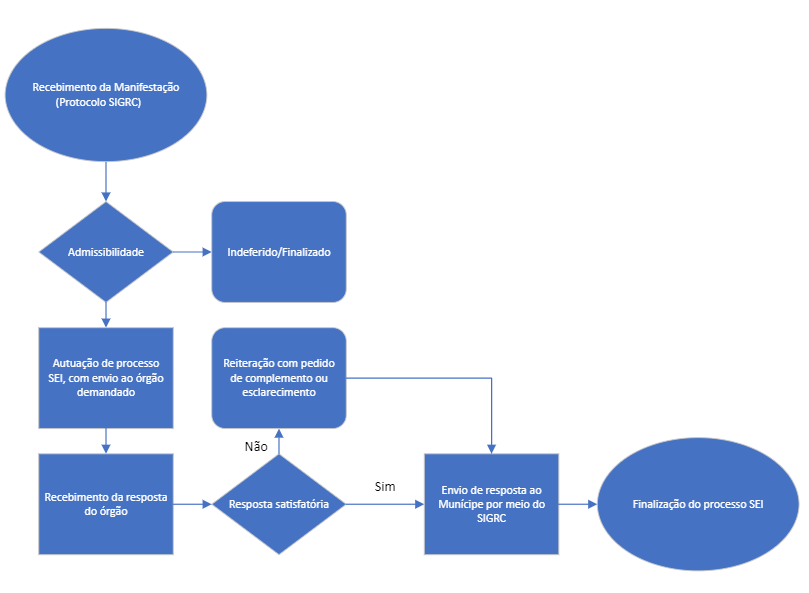 Recebimento da Manifestação
(Protocolo SIGRC)
Admissibilidade
Indeferido/Finalizado
Autuação de processo
SEI, com envio ao órgão
demandado
Reiteração com pedido
de complemento ou
esclarecimento
Não
Recebimento da resposta
do órgão
Resposta satisfatória
Sim
Envio de resposta ao
Munícipe por meio do
SIGRC
Finalização do processo SEI